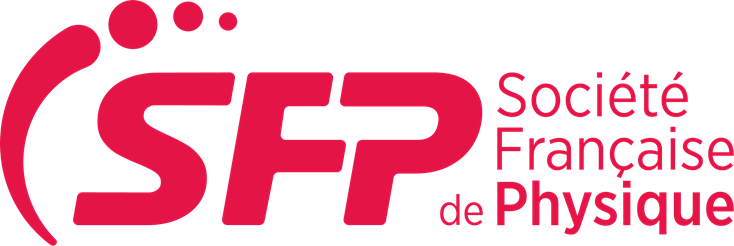 SFP
Société
Française
de Physique